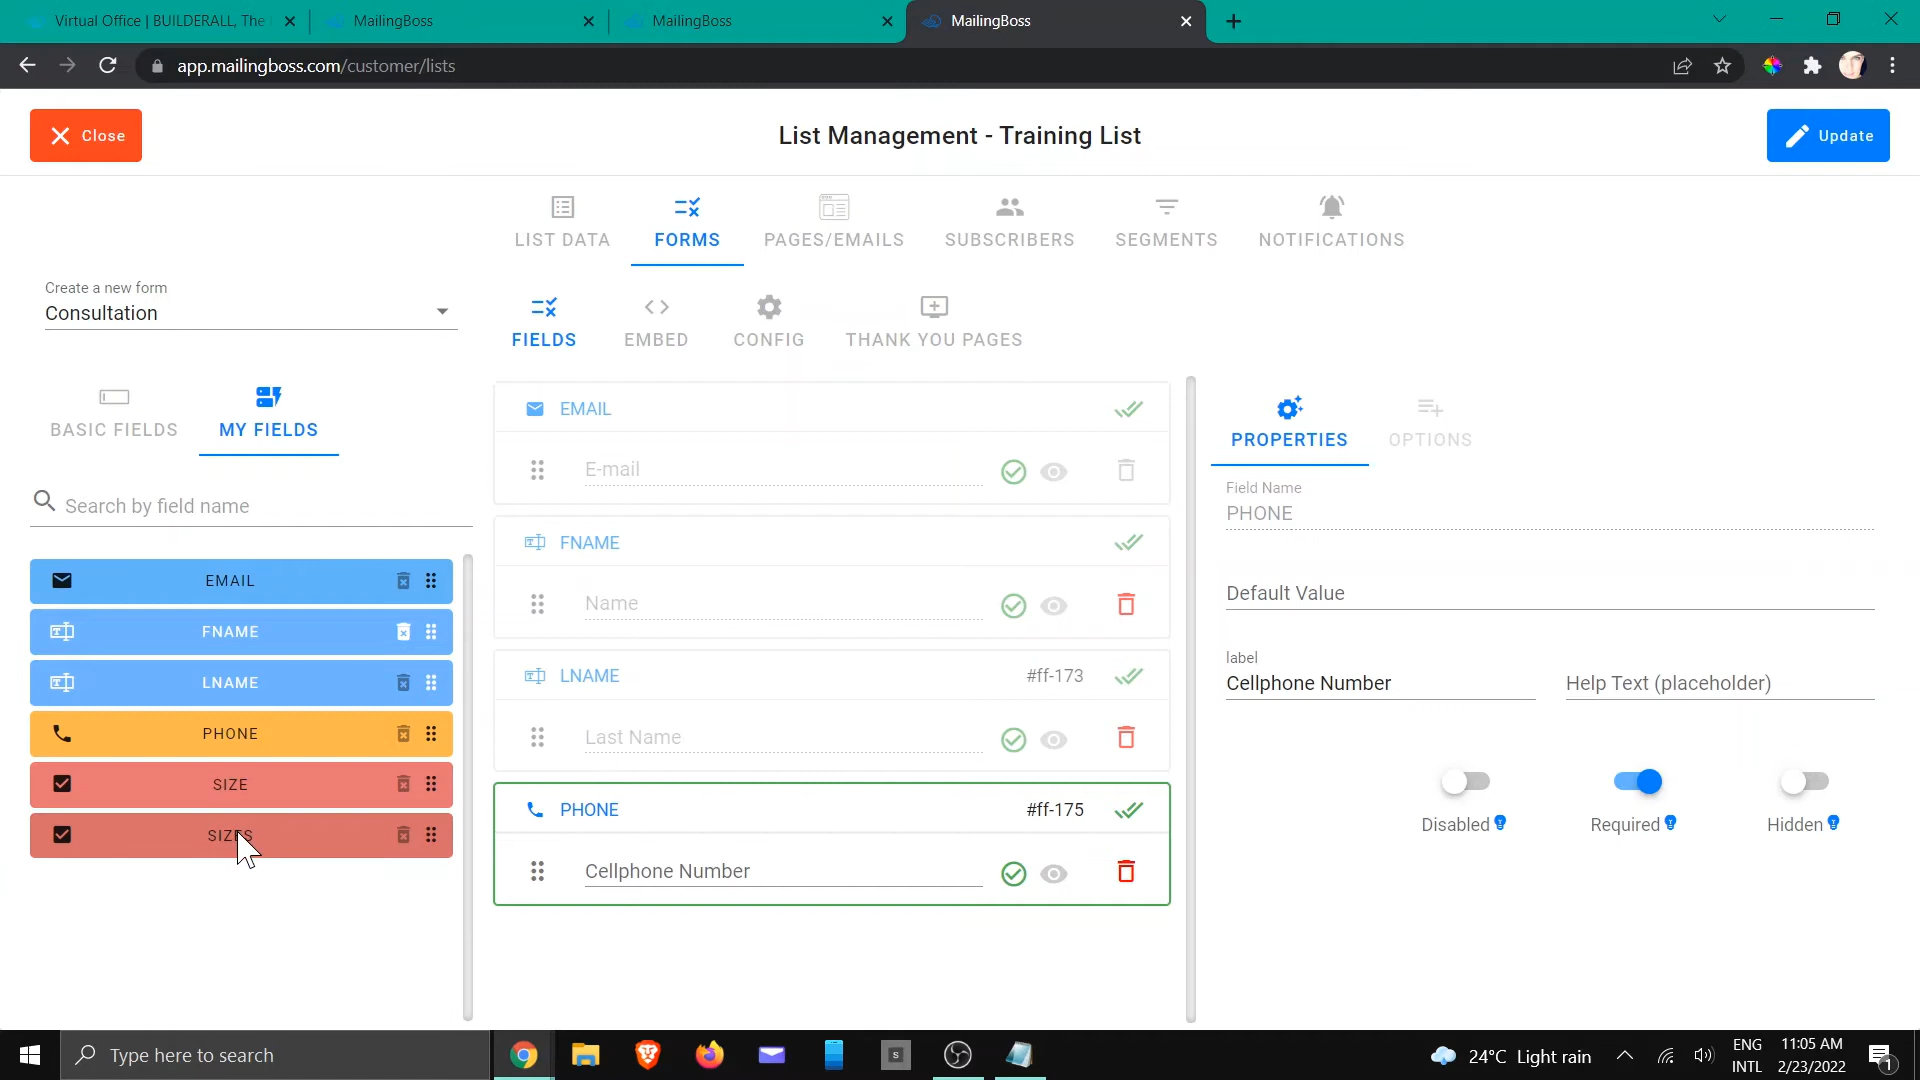 Virtual Office | BUILDERALL, The
MailingBoss
MailingBoss
MailingBoss
app.mailingboss.com/customer/lists
Close
List Management - Training List
Update
LIST DATA
FORMS
PAGES/EMAILS
SUBSCRIBERS
SEGMENTS
NOTIFICATIONS
Create a new form
Consultation
FIELDS
EMBED
CONFIG
THANK YOU PAGES
BASIC FIELDS
MY FIELDS
Search by field name
EMAIL
FNAME
LNAME
PHONE
SIZE
SIZES
EMAIL
E-mail
FNAME
Name
LNAME
#ff-173
Last Name
PHONE
#ff-175
Cellphone Number
PROPERTIES
OPTIONS
Field Name
PHONE
Default Value
label
Cellphone Number
Help Text (placeholder)
Disabled
Required
Hidden
Type here to search
S
24°C Light rain
ENG
INTL
11:05 AM
2/23/2022
1